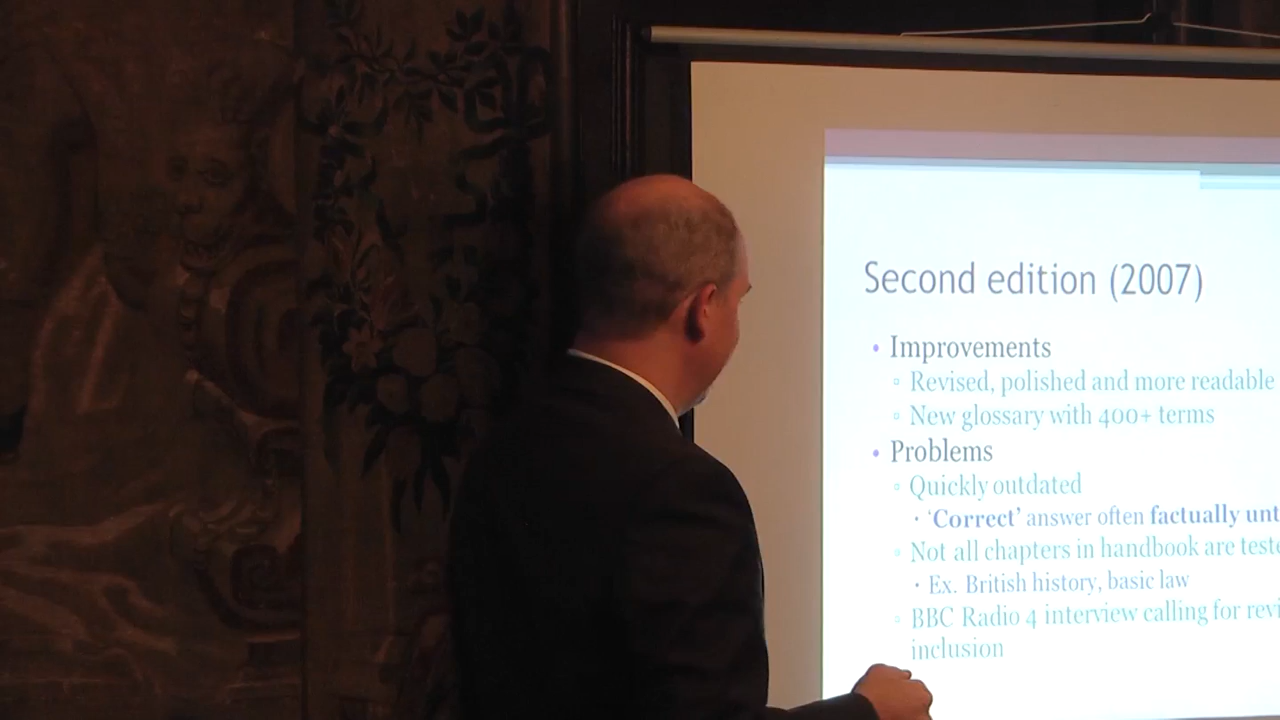 Second edition (2007)
• Improvements
▫ Revised, polished and more readable
▫ New glossary with 400+ terms
• Problems
▫ Quickly outdated
• ‘Correct’ answer often factually
▫ Not all chapters in handbook are
• Ex. British history, basic law
▫ BBC Radio 4 interview calling for
inclusion